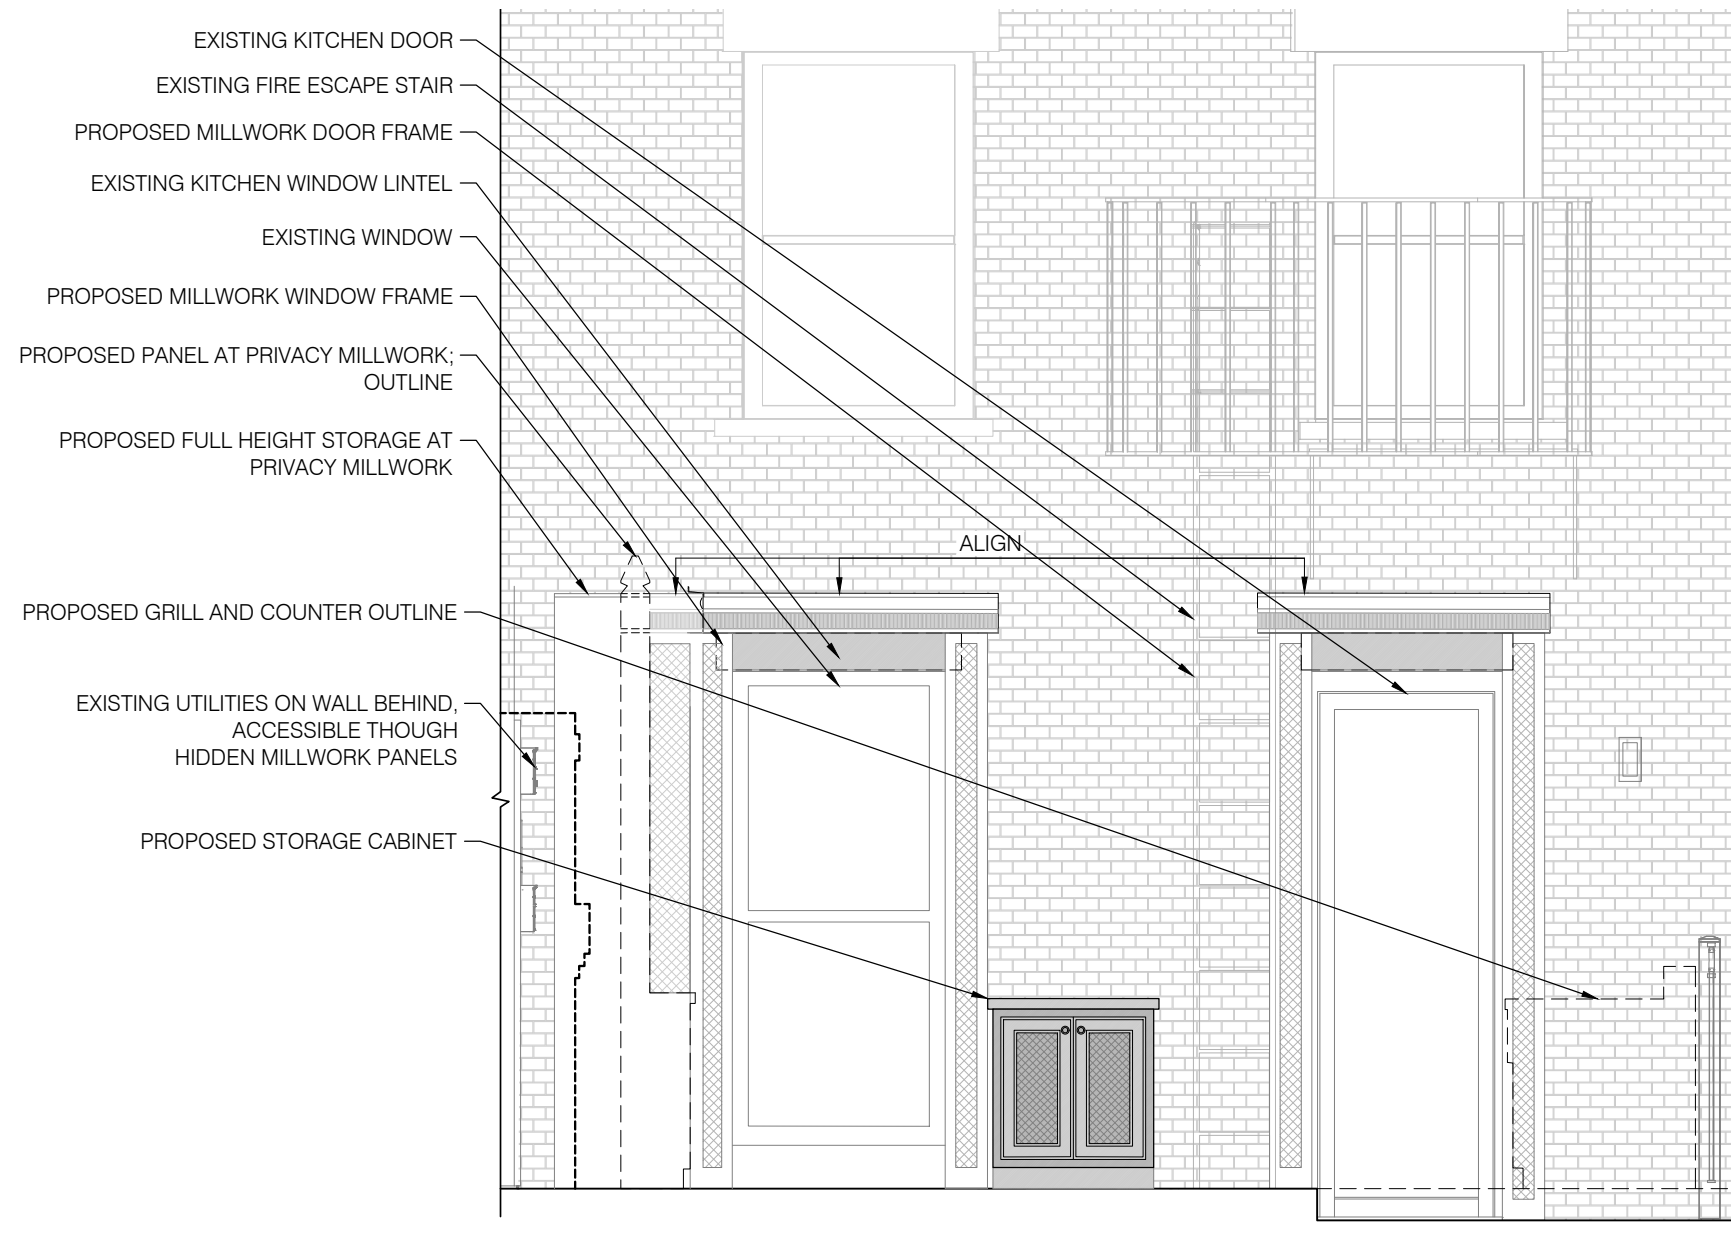 EXISTING KITCHEN DOOR
EXISTING FIRE ESCAPE STAIR
PROPOSED MILLWORK DOOR FRAME
EXISTING KITCHEN WINDOW LINTEL
EXISTING WINDOW
PROPOSED MILLWORK WINDOW FRAME
PROPOSED PANEL AT PRIVACY MILLWORK;
OUTLINE
PROPOSED FULL HEIGHT STORAGE AT
PRIVACY MILLWORK
ALIGN
PROPOSED GRILL AND COUNTER OUTLINE
EXISTING UTILITIES ON WALL BEHIND,
ACCESSIBLE THOUGH
HIDDEN MILLWORK PANELS
PROPOSED STORAGE CABINET